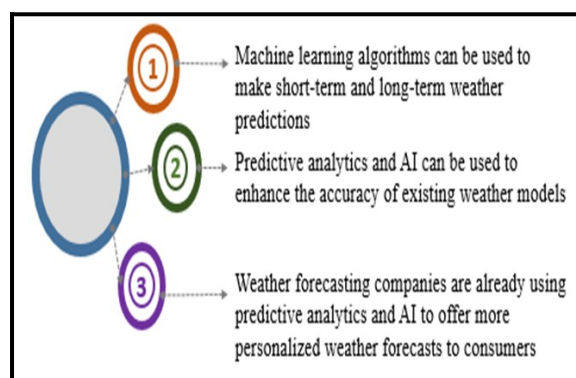 1
Machine learning algorithms can be used to
make short-term and long-term weather
predictions
2
Predictive analytics and AI can be used to
enhance the accuracy of existing weather models
3
Weather forecasting companies are already using
predictive analytics and AI to offer more
personalized weather forecasts to consumers